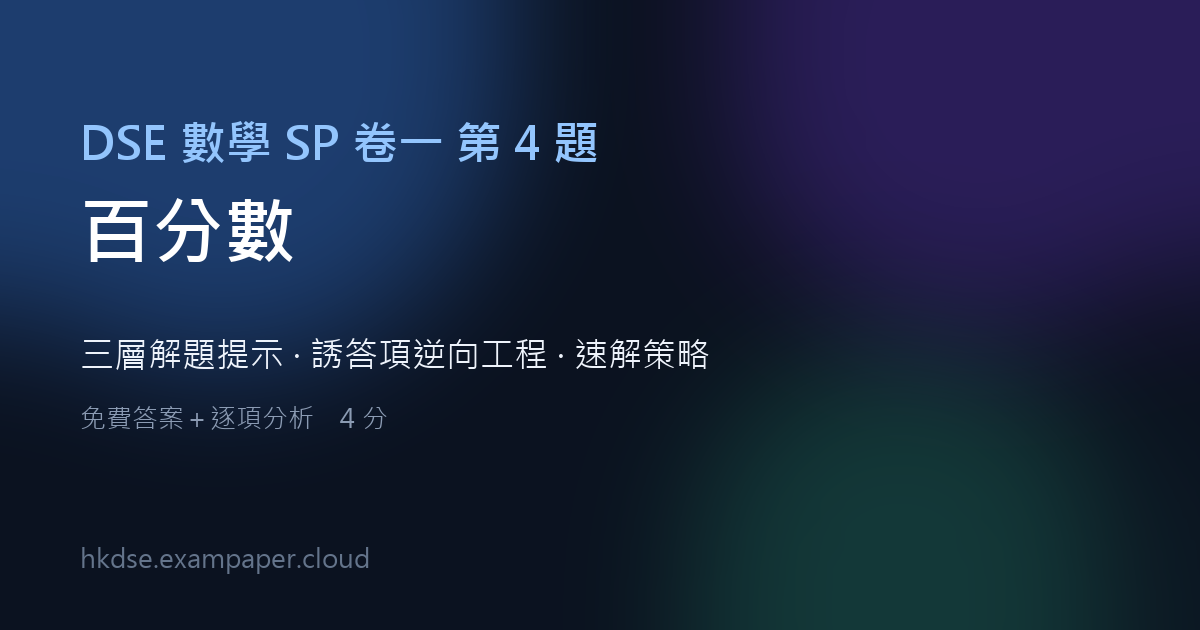 DSE 數學 SP 卷一 第 4 題
百分數
三層解題提示 · 誘答項逆向工程 · 速解策略
免費答案 + 逐項分析 4 分
hkdse.exampaper.cloud